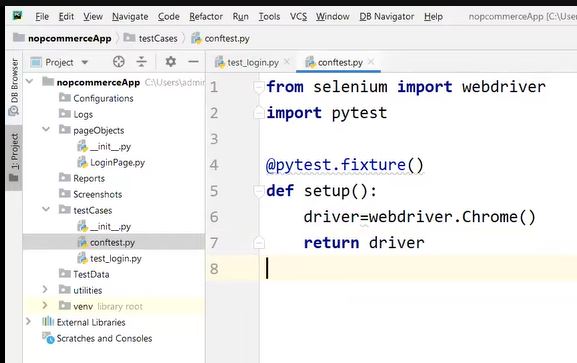 File Edit View Navigate Code Refactor Run Tools VCS Window DB Navigator Help nopcommerceApp [C:\Users
nopcommerceApp testCases conftest.py
Project
test_login.py
conftest.py
DB Browser
1: Project
nopcommerceApp C:\Users\admir
Configurations
Logs
pageObjects
__init__.py
LoginPage.py
Reports
Screenshots
testCases
__init__.py
conftest.py
test_login.py
TestData
utilities
venv library root
External Libraries
Scratches and Consoles
1 from selenium import webdriver
2 import pytest
3
4 @pytest.fixture()
5 def setup():
6 driver=webdriver.Chrome()
7 return driver
8